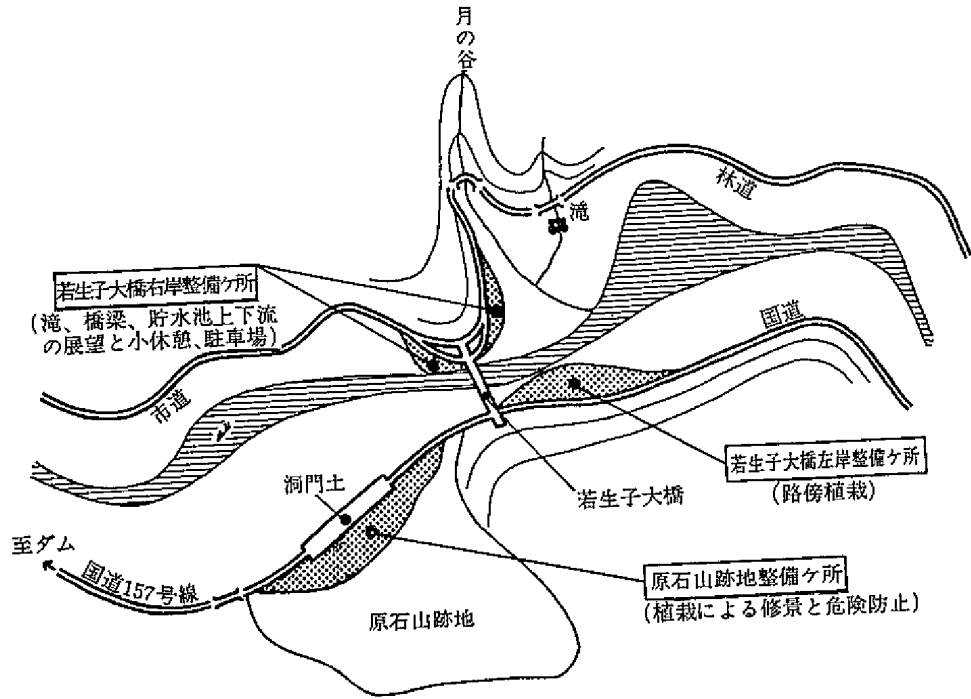 月の谷
林道
滝
若生子大橋右岸整備ケ所
(滝、橋梁、貯水池上下流
の展望と小休憩、駐車場)
国道
市道
若生子大橋左岸整備ケ所
(路傍植栽)
洞門土
若生子大橋
至ダム
国道157号線
原石山跡地整備ケ所
(植栽による修景と危険防止)
原石山跡地